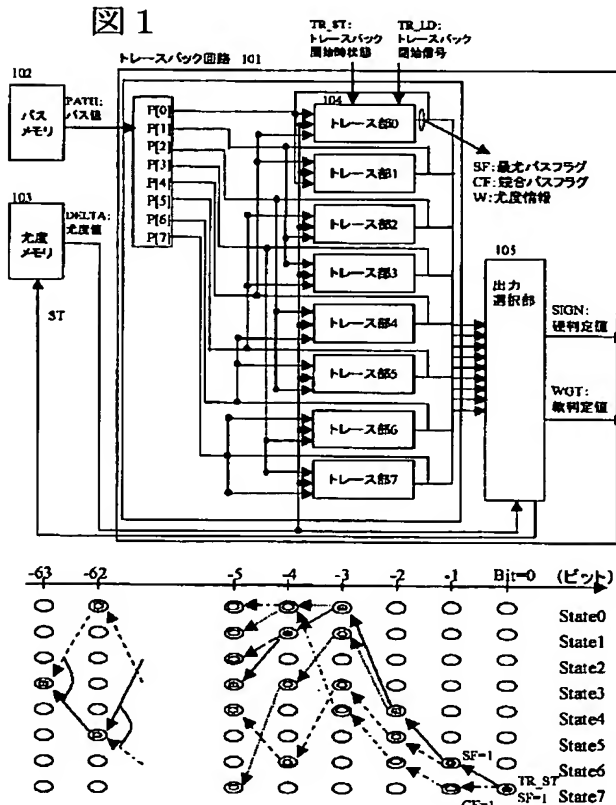 図1
TR_ST:
トレースバック
開始時状態
TR_LD:
トレースバック
開始信号
トレースバック回路 101
102
パス
メモリ
PATH:
パス値
103
尤度
メモリ
DELTA:
尤度値
ST
P[0]
P[1]
P[2]
P[3]
P[4]
P[5]
P[6]
P[7]
104
トレース部0
トレース部1
トレース部2
トレース部3
トレース部4
トレース部5
トレース部6
トレース部7
SF:最尤パスフラグ
CF:競合パスフラグ
W:尤度情報
105
出力
選択部
SIGN:
硬判定値
WGT:
軟判定値
-63 -62 -5 -4 -3 -2 -1 Bit=0 (ビット)
State0
State1
State2
State3
State4
State5
SF=1
State6
TR_ST
SF=1
CF=1
State7